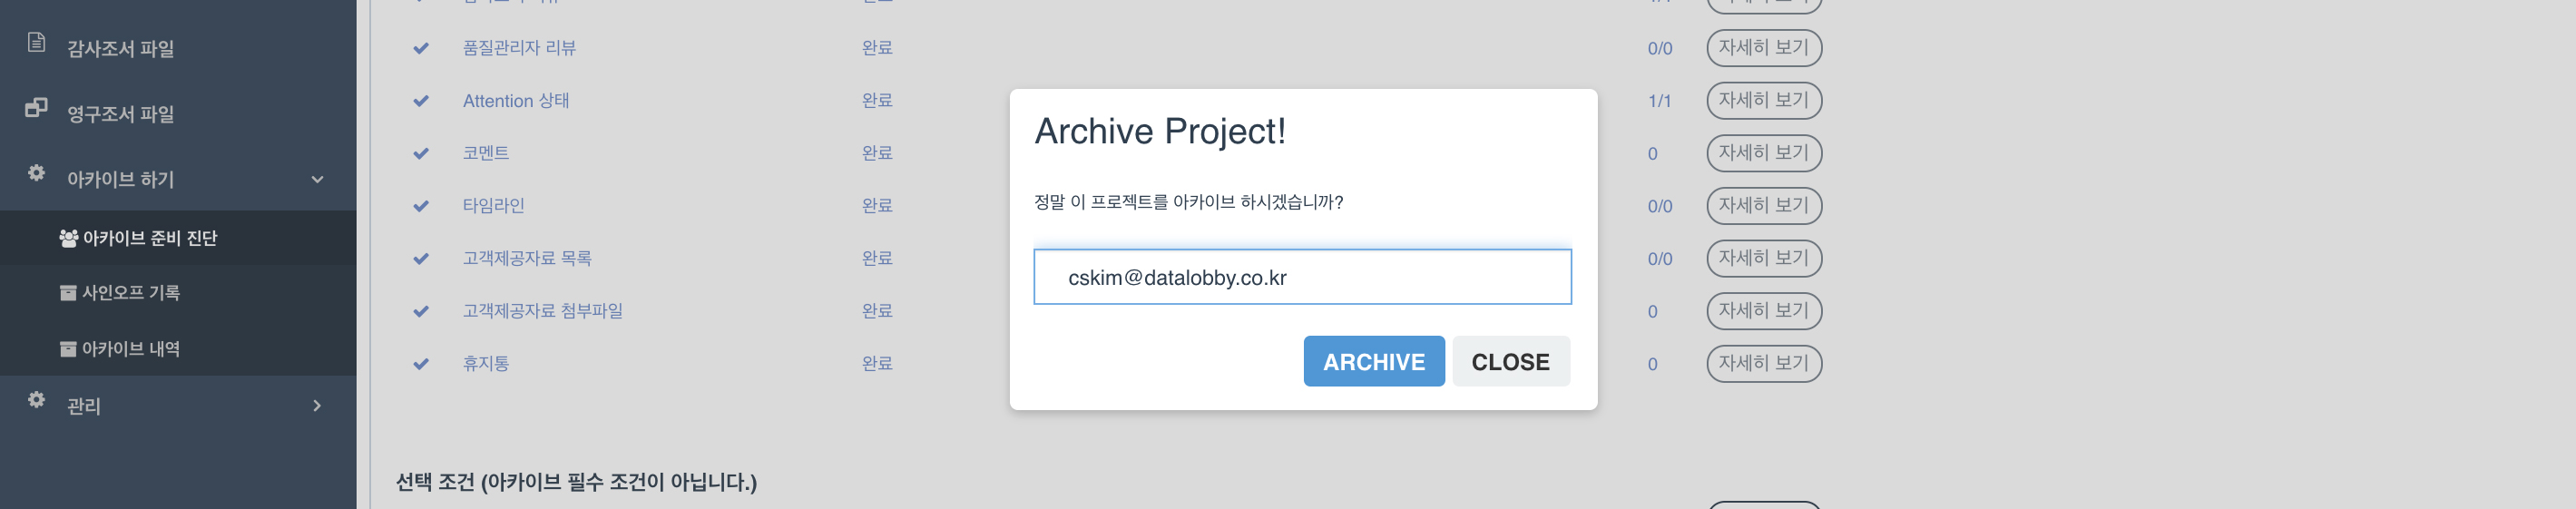 감사조서 파일
영구조서 파일
아카이브 하기
아카이브 준비 진단
사인오프 기록
아카이브 내역
관리
품질관리자 리뷰 완료 0/0 자세히 보기
Attention 상태 완료 1/1 자세히 보기
코멘트 완료 0 자세히 보기
타임라인 완료 0/0 자세히 보기
고객제공자료 목록 완료 0/0 자세히 보기
고객제공자료 첨부파일 완료 0 자세히 보기
휴지통 완료 0 자세히 보기
선택 조건 (아카이브 필수 조건이 아닙니다.)
Archive Project!
정말 이 프로젝트를 아카이브 하시겠습니까?
cskim@datalobby.co.kr
ARCHIVE CLOSE